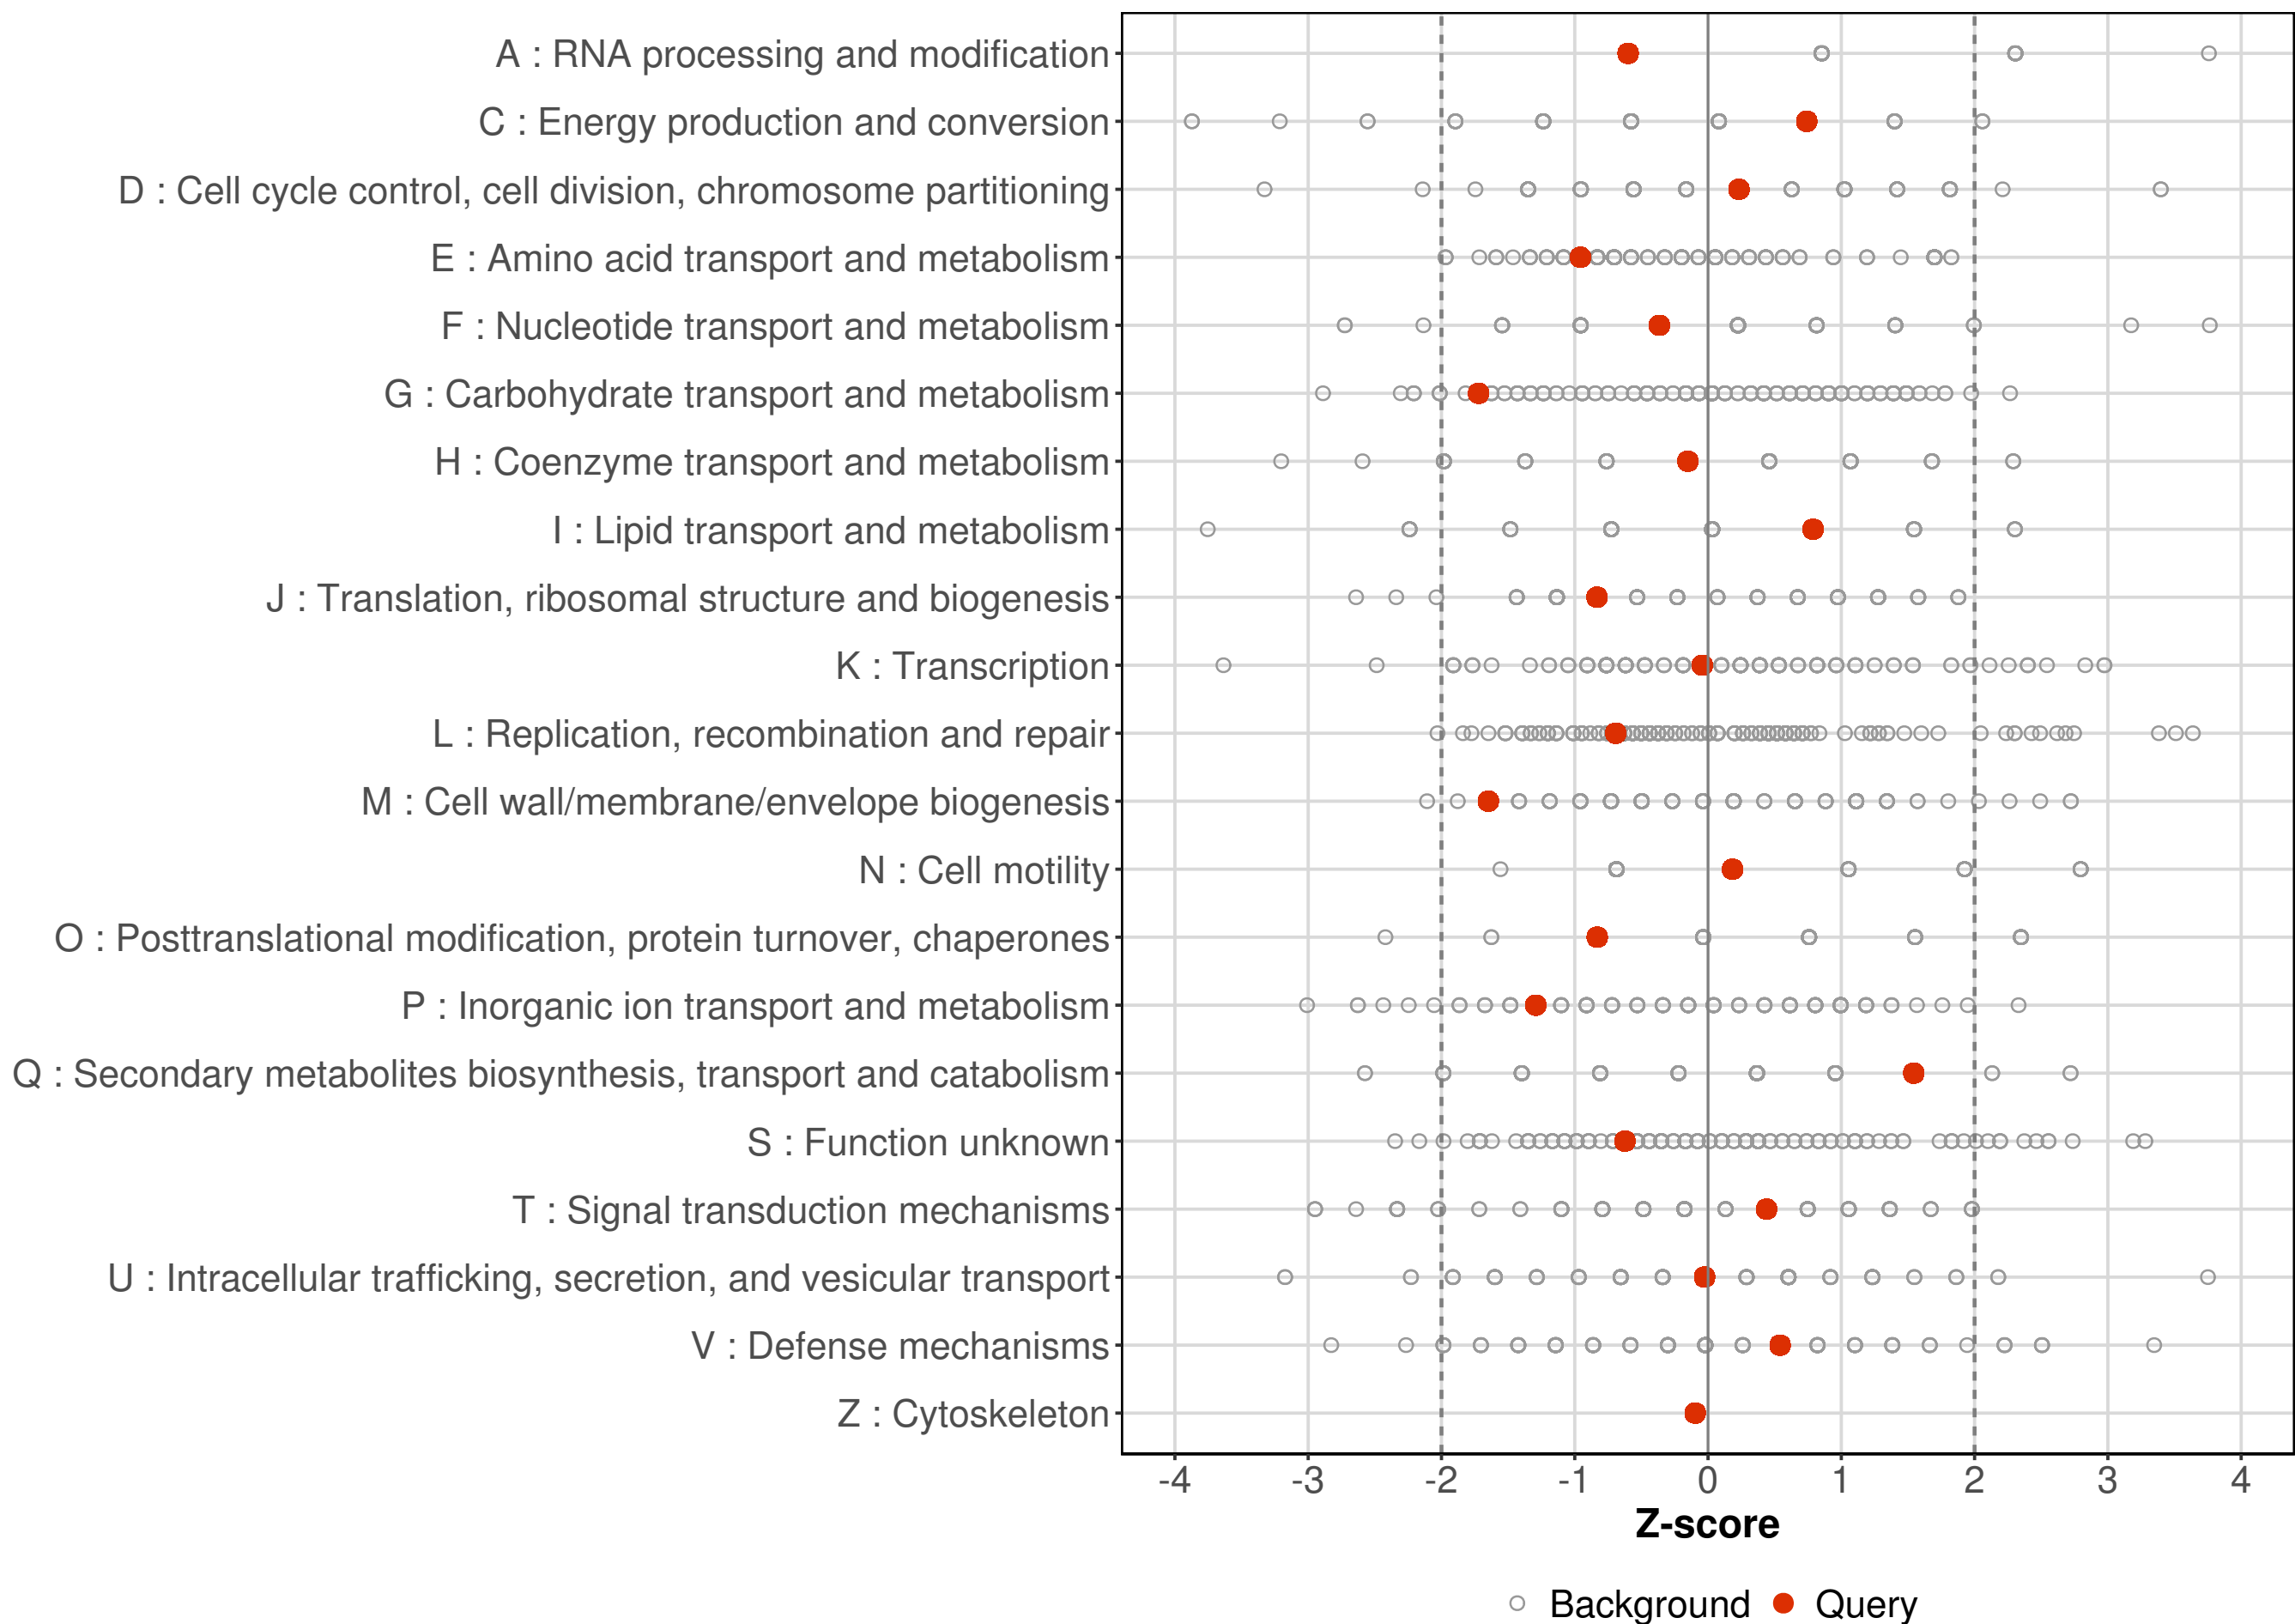 A : RNA processing and modification
C : Energy production and conversion
D : Cell cycle control, cell division, chromosome partitioning
E : Amino acid transport and metabolism
F : Nucleotide transport and metabolism
G : Carbohydrate transport and metabolism
H : Coenzyme transport and metabolism
I : Lipid transport and metabolism
J : Translation, ribosomal structure and biogenesis
K : Transcription
L : Replication, recombination and repair
M : Cell wall/membrane/envelope biogenesis
N : Cell motility
O : Posttranslational modification, protein turnover, chaperones
P : Inorganic ion transport and metabolism
Q : Secondary metabolites biosynthesis, transport and catabolism
S : Function unknown
T : Signal transduction mechanisms
U : Intracellular trafficking, secretion, and vesicular transport
V : Defense mechanisms
Z : Cytoskeleton
-4 -3 -2 -1 0 1 2 3 4
Z-score
Background Query